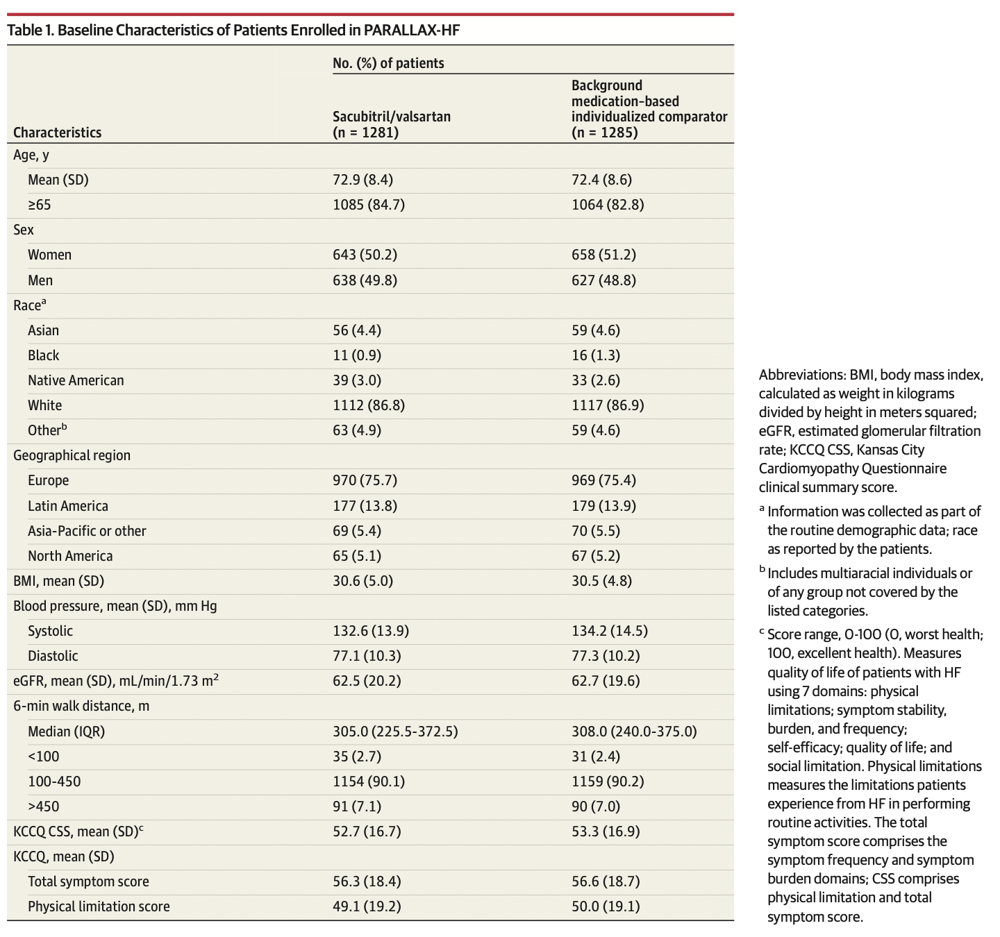 Table 1. Baseline Characteristics of Patients Enrolled in PARALLAX-HF
No. (%) of patients
Characteristics
Sacubitril/valsartan
(n = 1281)
Background
medication-based
individualized comparator
(n = 1285)
Age, y
Mean (SD) 72.9 (8.4) 72.4 (8.6)
≥65 1085 (84.7) 1064 (82.8)
Sex
Women 643 (50.2) 658 (51.2)
Men 638 (49.8) 627 (48.8)
Raceᵃ
Asian 56 (4.4) 59 (4.6)
Black 11 (0.9) 16 (1.3)
Native American 39 (3.0) 33 (2.6)
White 1112 (86.8) 1117 (86.9)
Otherᵇ 63 (4.9) 59 (4.6)
Geographical region
Europe 970 (75.7) 969 (75.4)
Latin America 177 (13.8) 179 (13.9)
Asia-Pacific or other 69 (5.4) 70 (5.5)
North America 65 (5.1) 67 (5.2)
BMI, mean (SD) 30.6 (5.0) 30.5 (4.8)
Blood pressure, mean (SD), mm Hg
Systolic 132.6 (13.9) 134.2 (14.5)
Diastolic 77.1 (10.3) 77.3 (10.2)
eGFR, mean (SD), mL/min/1.73 m² 62.5 (20.2) 62.7 (19.6)
6-min walk distance, m
Median (IQR) 305.0 (225.5-372.5) 308.0 (240.0-375.0)
<100 35 (2.7) 31 (2.4)
100-450 1154 (90.1) 1159 (90.2)
>450 91 (7.1) 90 (7.0)
KCCQ CSS, mean (SD)ᶜ 52.7 (16.7) 53.3 (16.9)
KCCQ, mean (SD)
Total symptom score 56.3 (18.4) 56.6 (18.7)
Physical limitation score 49.1 (19.2) 50.0 (19.1)
Abbreviations: BMI, body mass index,
calculated as weight in kilograms
divided by height in meters squared;
eGFR, estimated glomerular filtration
rate; KCCQ CSS, Kansas City
Cardiomyopathy Questionnaire
clinical summary score.
ᵃ Information was collected as part of
the routine demographic data; race
as reported by the patients.
ᵇ Includes multiaracial individuals or
of any group not covered by the
listed categories.
ᶜ Score range, 0-100 (0, worst health;
100, excellent health). Measures
quality of life of patients with HF
using 7 domains: physical
limitations; symptom stability,
burden, and frequency;
self-efficacy; quality of life; and
social limitation. Physical limitations
measures the limitations patients
experience from HF in performing
routine activities. The total
symptom score comprises the
symptom frequency and symptom
burden domains; CSS comprises
physical limitation and total
symptom score.